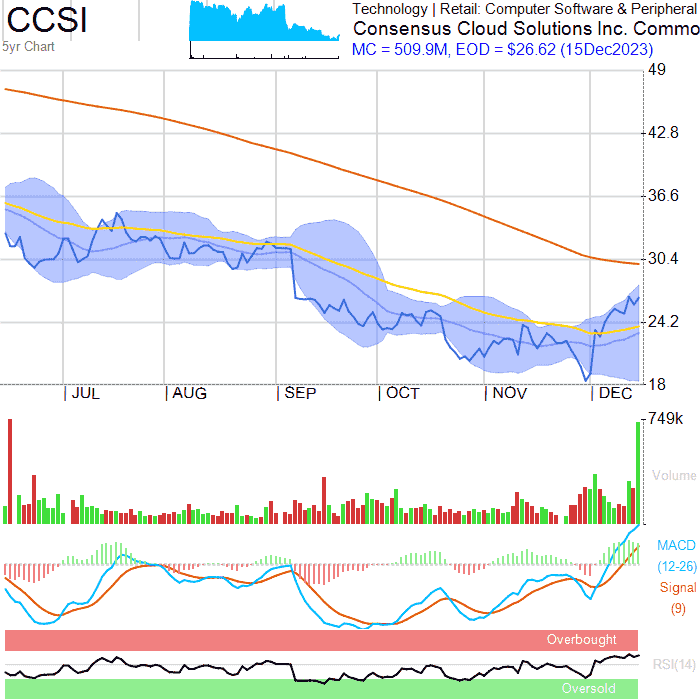 CCSI
5yr Chart
Technology | Retail: Computer Software & Peripheral
Consensus Cloud Solutions Inc. Commo
MC = 509.9M, EOD = $26.62 (15Dec2023)
49
42.8
36.6
30.4
24.2
18
JUL
AUG
SEP
OCT
NOV
DEC
749k
Volume
MACD
(12-26)
Signal
(9)
Overbought
RSI(14)
Oversold